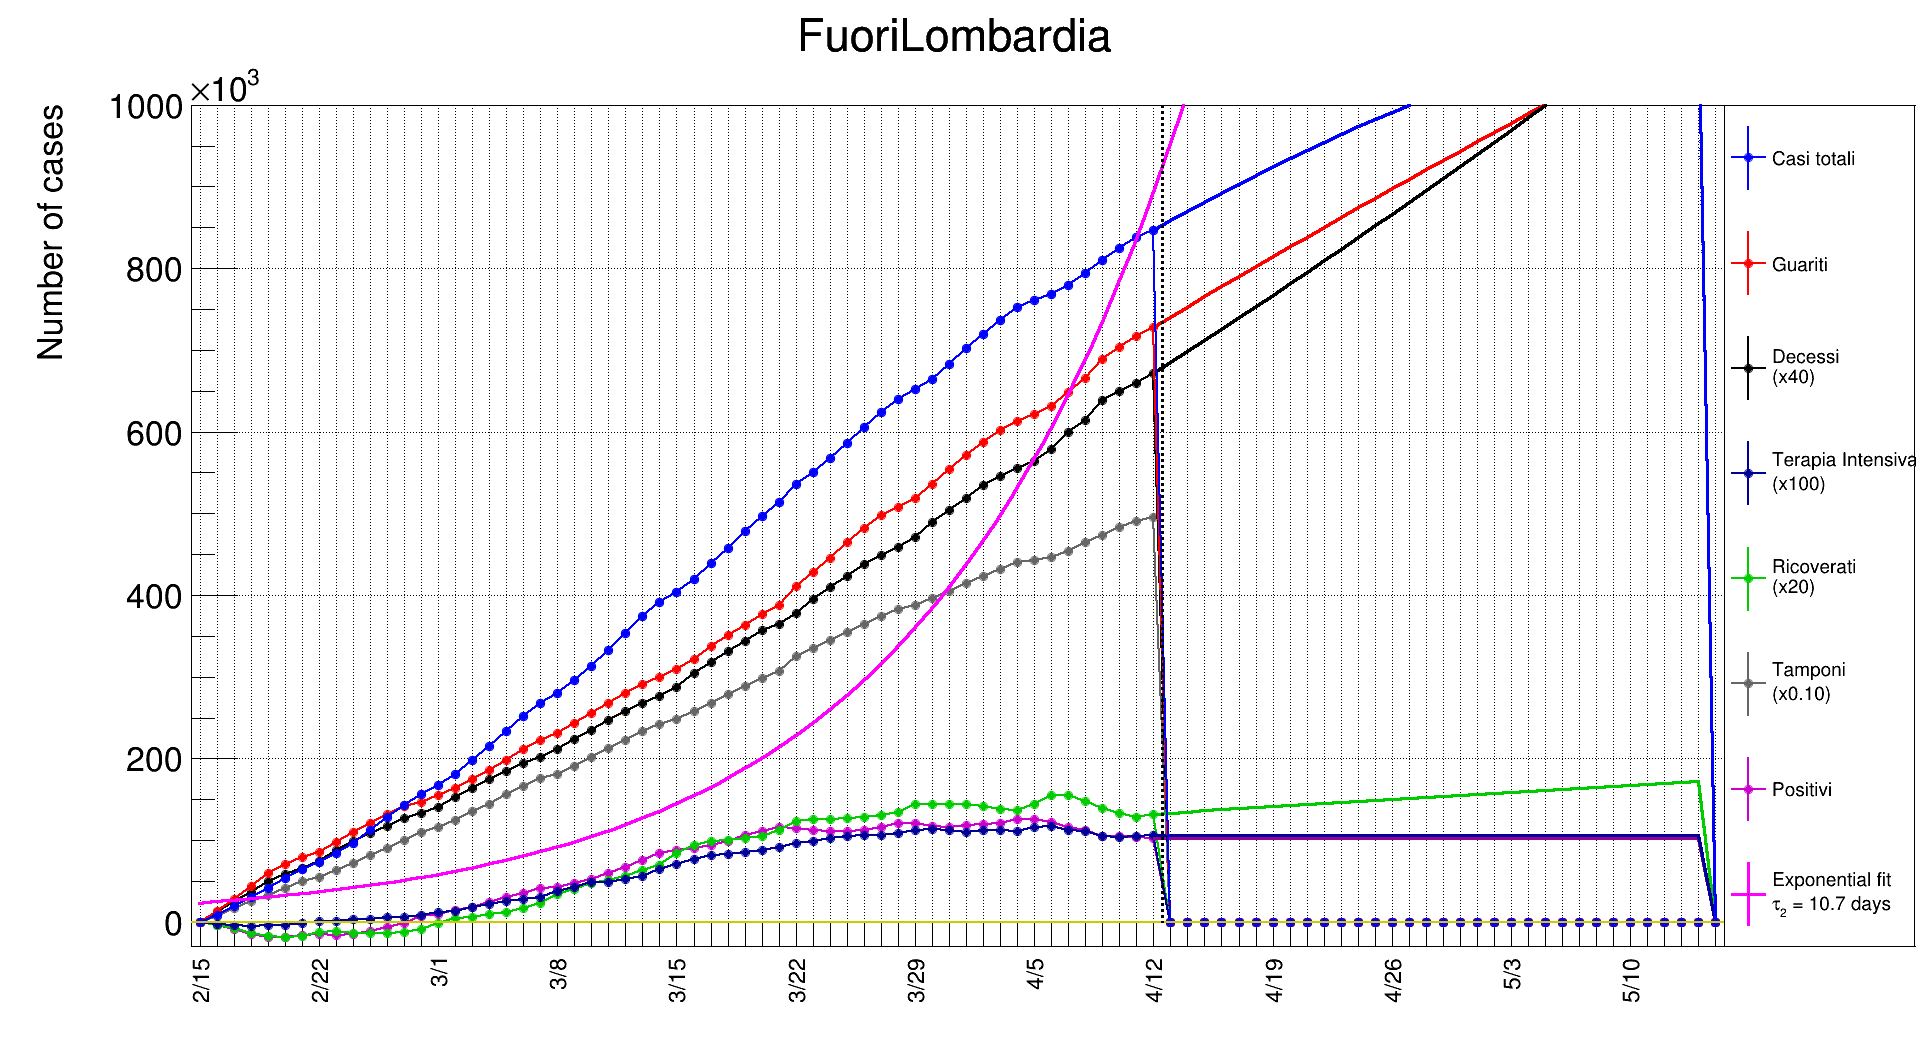 FuoriLombardia
×10³
Number of cases
1000
800
600
400
200
0
2/15
2/22
3/1
3/8
3/15
3/22
3/29
4/5
4/12
4/19
4/26
5/3
5/10
Casi totali
Guariti
Decessi
(x40)
Terapia Intensiva
(x100)
Ricoverati
(x20)
Tamponi
(x0.10)
Positivi
Exponential fit
τ₂ = 10.7 days